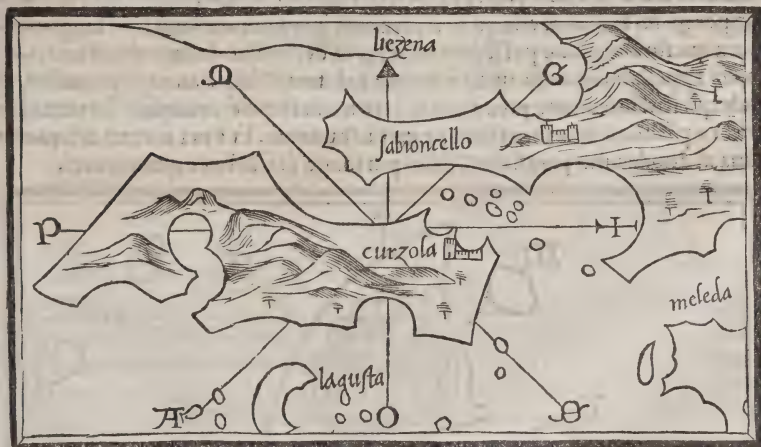 liezena
M G
ſabioncello
P I
curzola
meleda
laguſta
A O S